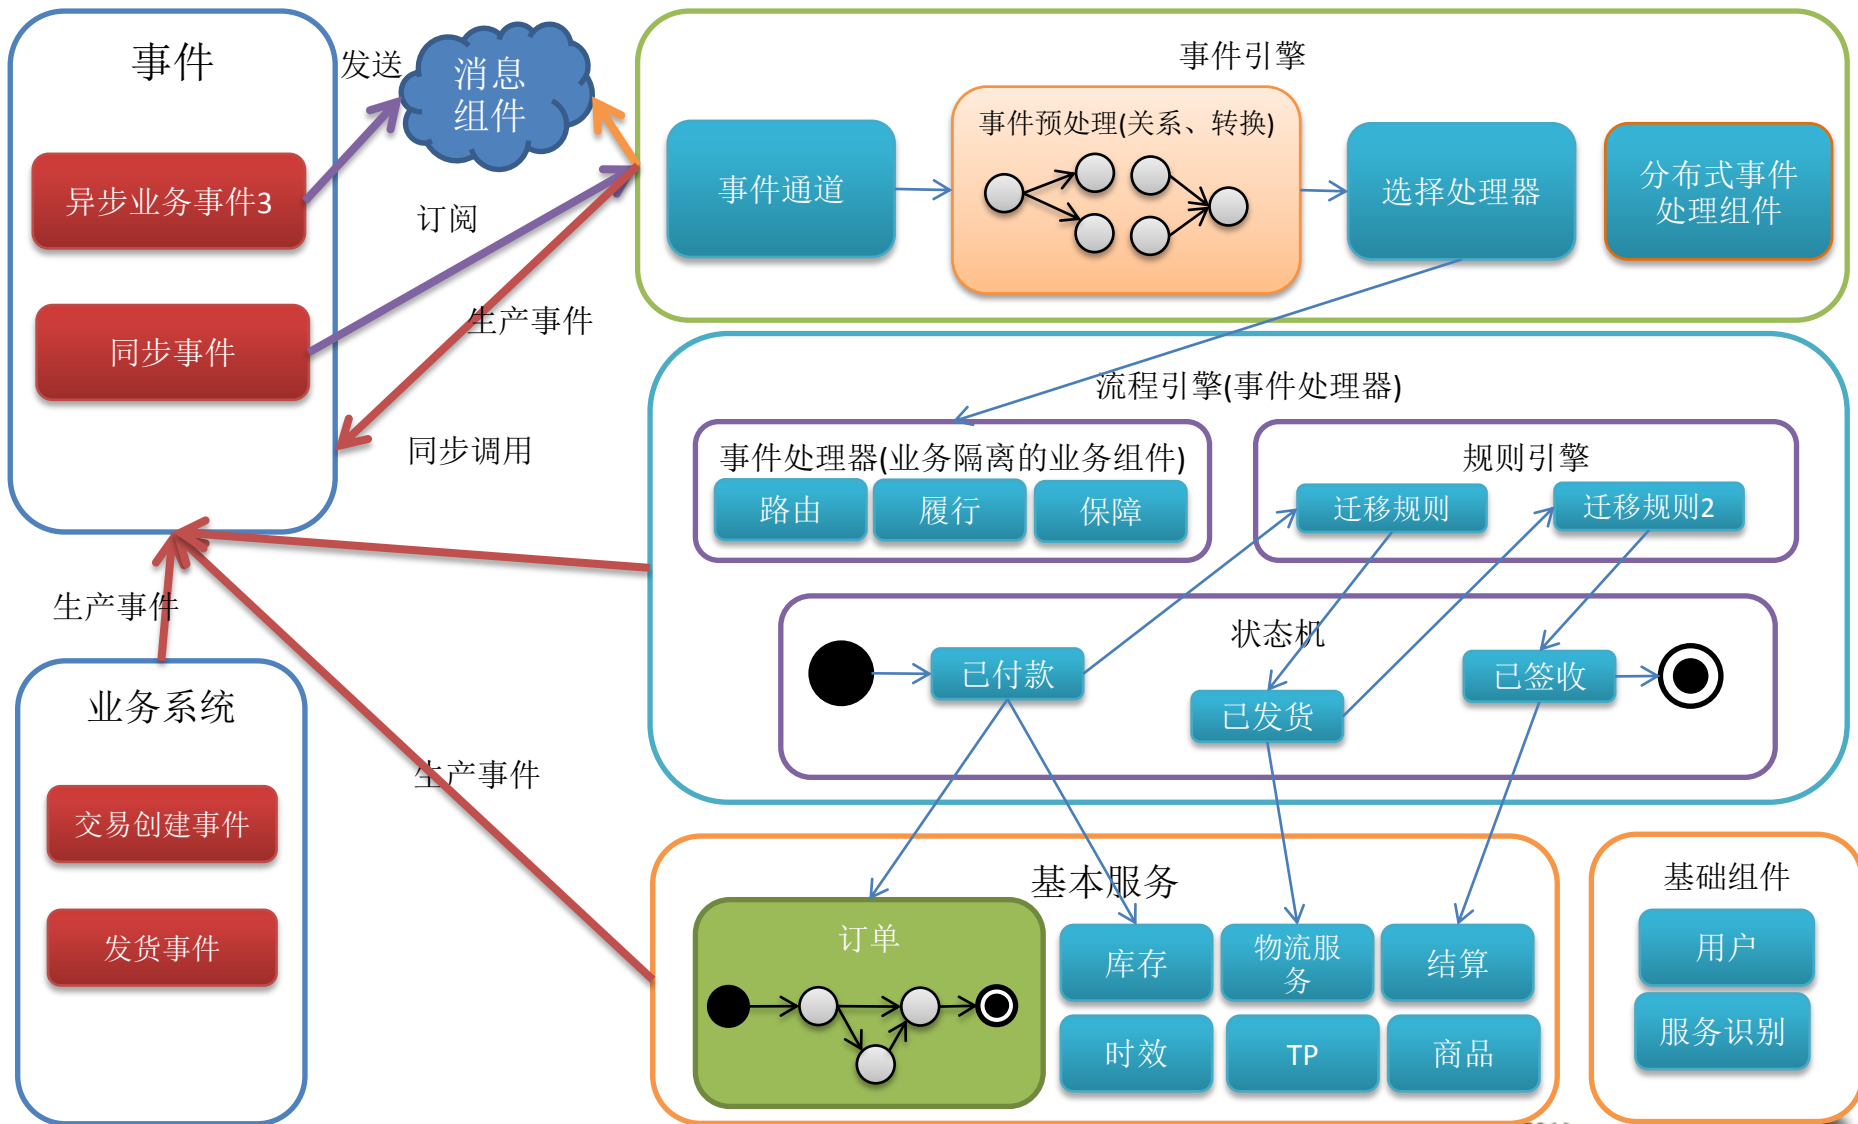 事件
发送
消息
组件
异步业务事件3
订阅
同步事件
生产事件
同步调用
事件引擎
事件通道
事件预处理(关系、转换)
选择处理器
分布式事件
处理组件
流程引擎(事件处理器)
事件处理器(业务隔离的业务组件)
路由
履行
保障
规则引擎
迁移规则
迁移规则2
状态机
已付款
已发货
已签收
生产事件
业务系统
交易创建事件
发货事件
生产事件
基本服务
订单
库存
物流服
务
结算
时效
TP
商品
基础组件
用户
服务识别